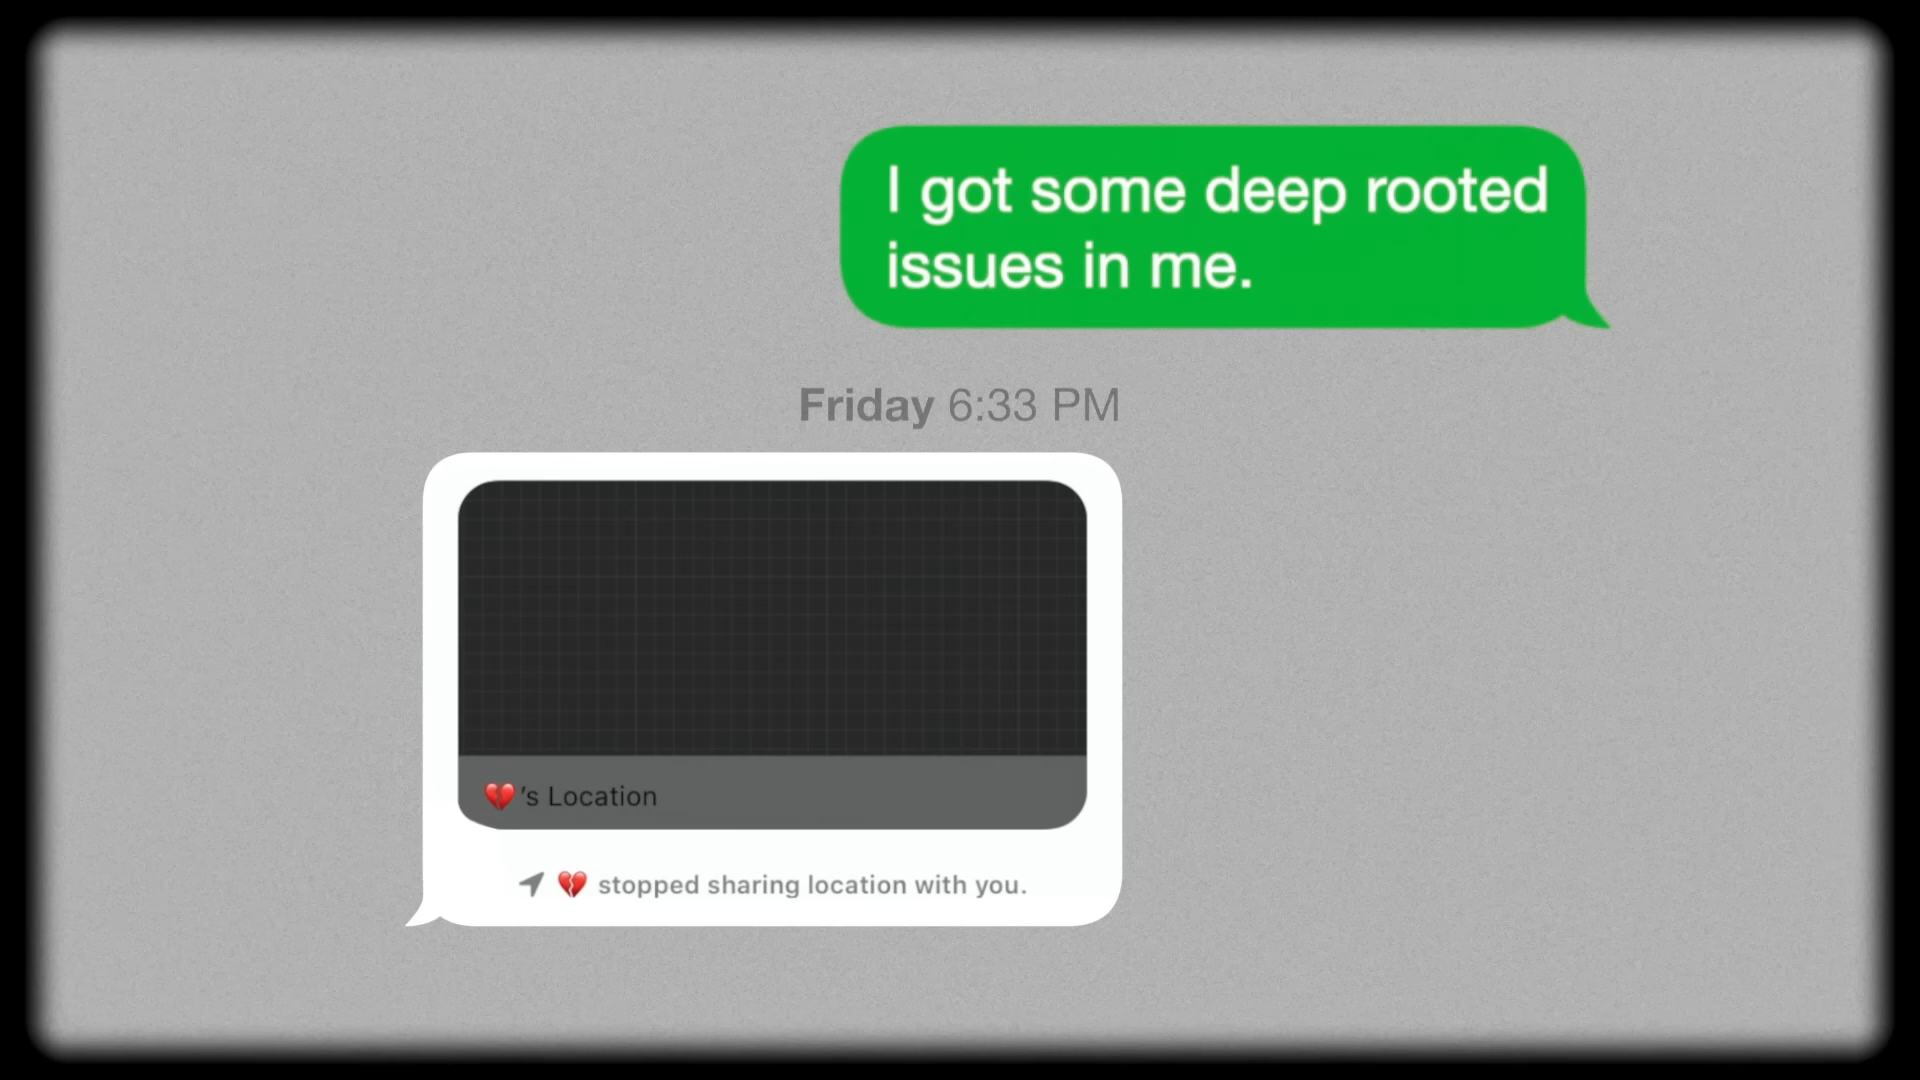 I got some deep rooted
issues in me.
Friday 6:33 PM
💔's Location
💔 stopped sharing location with you.